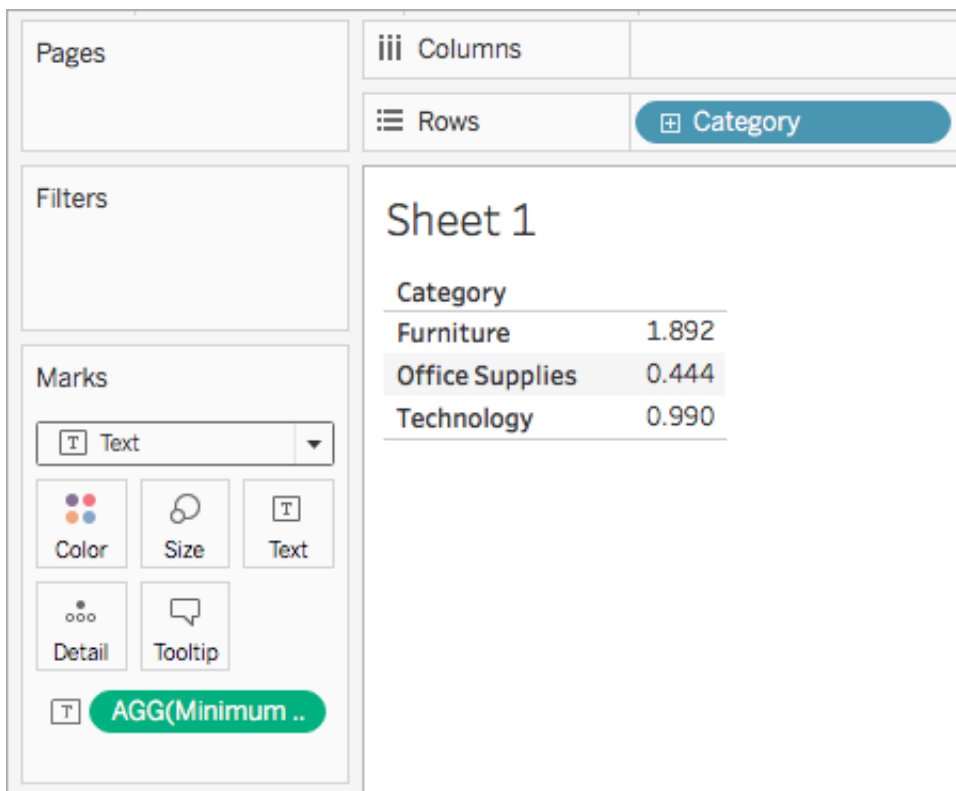 Pages
Columns
Rows
Category
Filters
Sheet 1
Category
Furniture 1.892
Office Supplies 0.444
Technology 0.990
Marks
T Text
Color
Size
T
Text
Detail
Tooltip
T AGG(Minimum ..